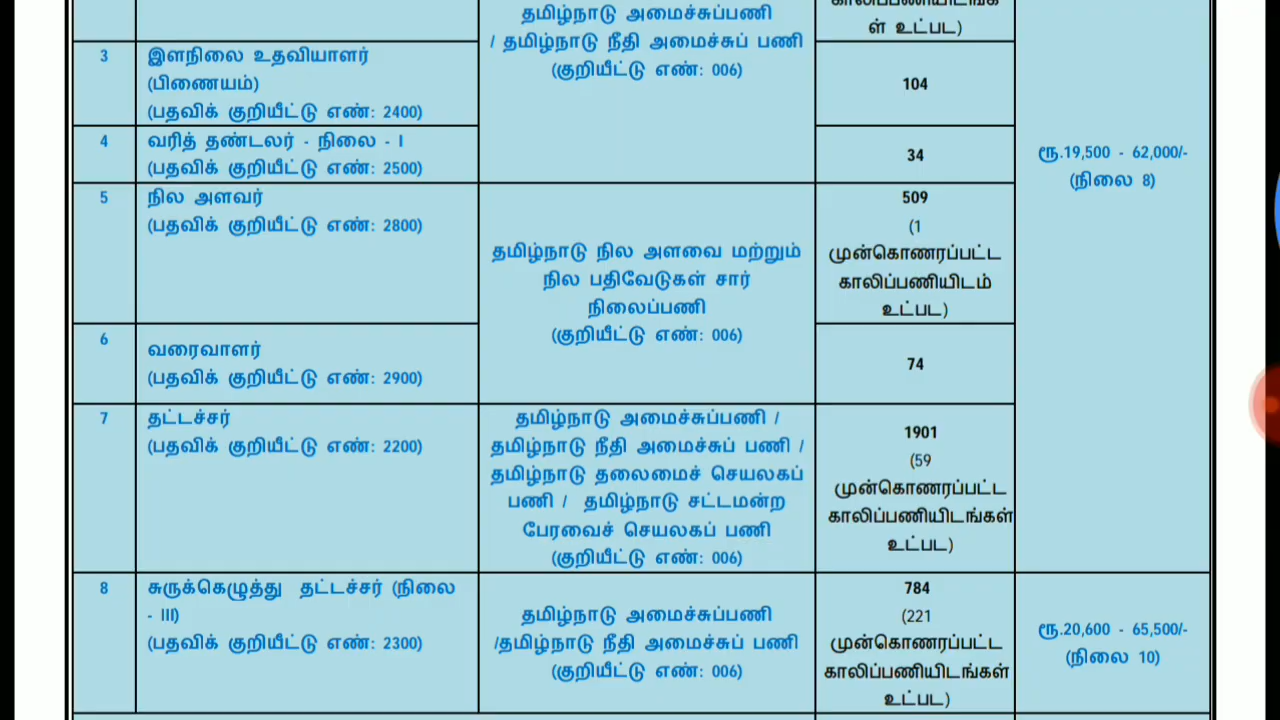 தமிழ்நாடு அமைச்சுப்பணி
/ தமிழ்நாடு நீதி அமைச்சுப் பணி
(குறியீட்டு எண்: 006)
காலிப்பணியிடங்க
ள் உட்பட)
3
இளநிலை உதவியாளர்
(பிணையம்)
(பதவிக் குறியீட்டு எண்: 2400)
104
4
வரித் தண்டலர் - நிலை - I
(பதவிக் குறியீட்டு எண்: 2500)
34
ரூ.19,500 - 62,000/-
(நிலை 8)
5
நில அளவர்
(பதவிக் குறியீட்டு எண்: 2800)
தமிழ்நாடு நில அளவை மற்றும்
நில பதிவேடுகள் சார்
நிலைப்பணி
(குறியீட்டு எண்: 006)
509
(1
முன்கொணரப்பட்ட
காலிப்பணியிடம்
உட்பட)
6
வரைவாளர்
(பதவிக் குறியீட்டு எண்: 2900)
74
7
தட்டச்சர்
(பதவிக் குறியீட்டு எண்: 2200)
தமிழ்நாடு அமைச்சுப்பணி /
தமிழ்நாடு நீதி அமைச்சுப் பணி /
தமிழ்நாடு தலைமைச் செயலகப்
பணி / தமிழ்நாடு சட்டமன்ற
பேரவைச் செயலகப் பணி
(குறியீட்டு எண்: 006)
1901
(59
முன்கொணரப்பட்ட
காலிப்பணியிடங்கள்
உட்பட)
8
சுருக்கெழுத்து தட்டச்சர் (நிலை
- III)
(பதவிக் குறியீட்டு எண்: 2300)
தமிழ்நாடு அமைச்சுப்பணி
/தமிழ்நாடு நீதி அமைச்சுப் பணி
(குறியீட்டு எண்: 006)
784
(221
முன்கொணரப்பட்ட
காலிப்பணியிடங்கள்
உட்பட)
ரூ.20,600 - 65,500/-
(நிலை 10)